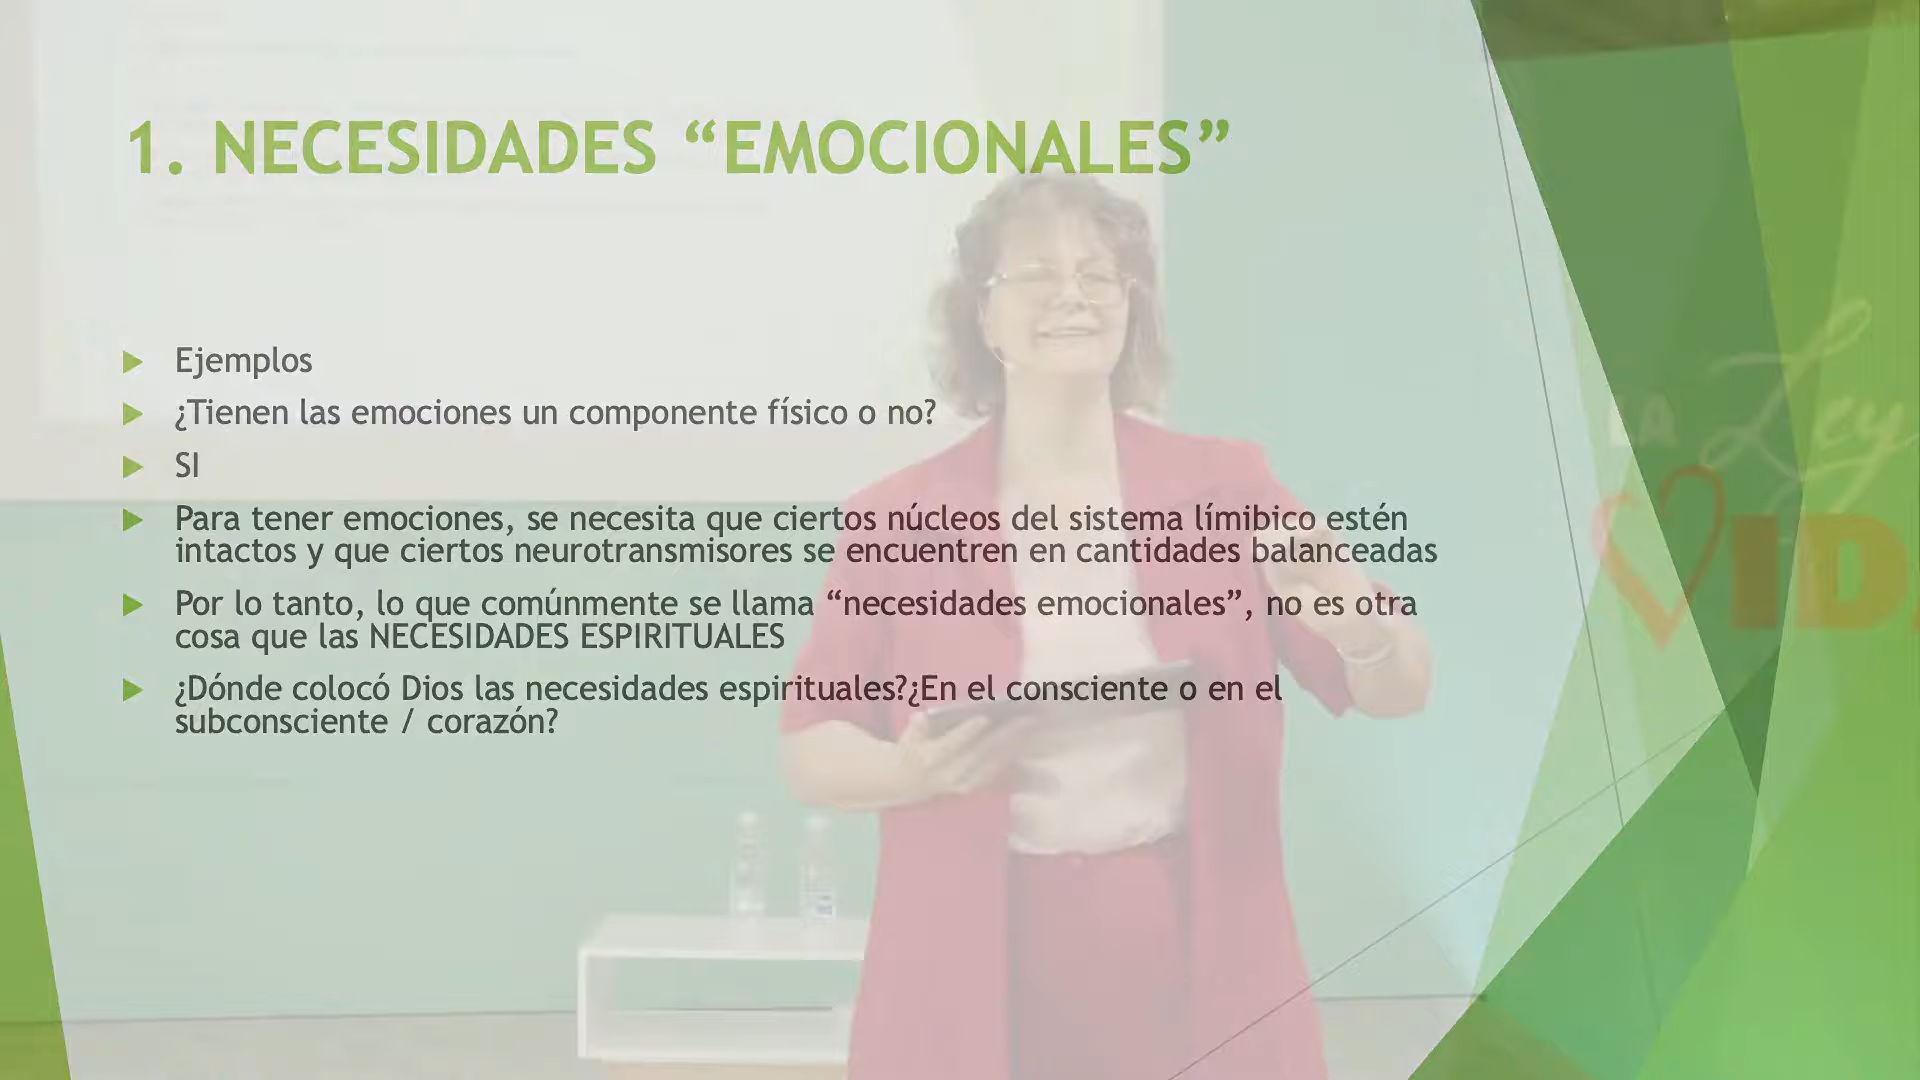 1. NECESIDADES “EMOCIONALES”
Ejemplos
¿Tienen las emociones un componente físico o no?
SI
Para tener emociones, se necesita que ciertos núcleos del sistema límibico estén
intactos y que ciertos neurotransmisores se encuentren en cantidades balanceadas
Por lo tanto, lo que comúnmente se llama “necesidades emocionales”, no es otra
cosa que las NECESIDADES ESPIRITUALES
¿Dónde colocó Dios las necesidades espirituales?¿En el consciente o en el
subconsciente / corazón?
LA Ley
VIDA